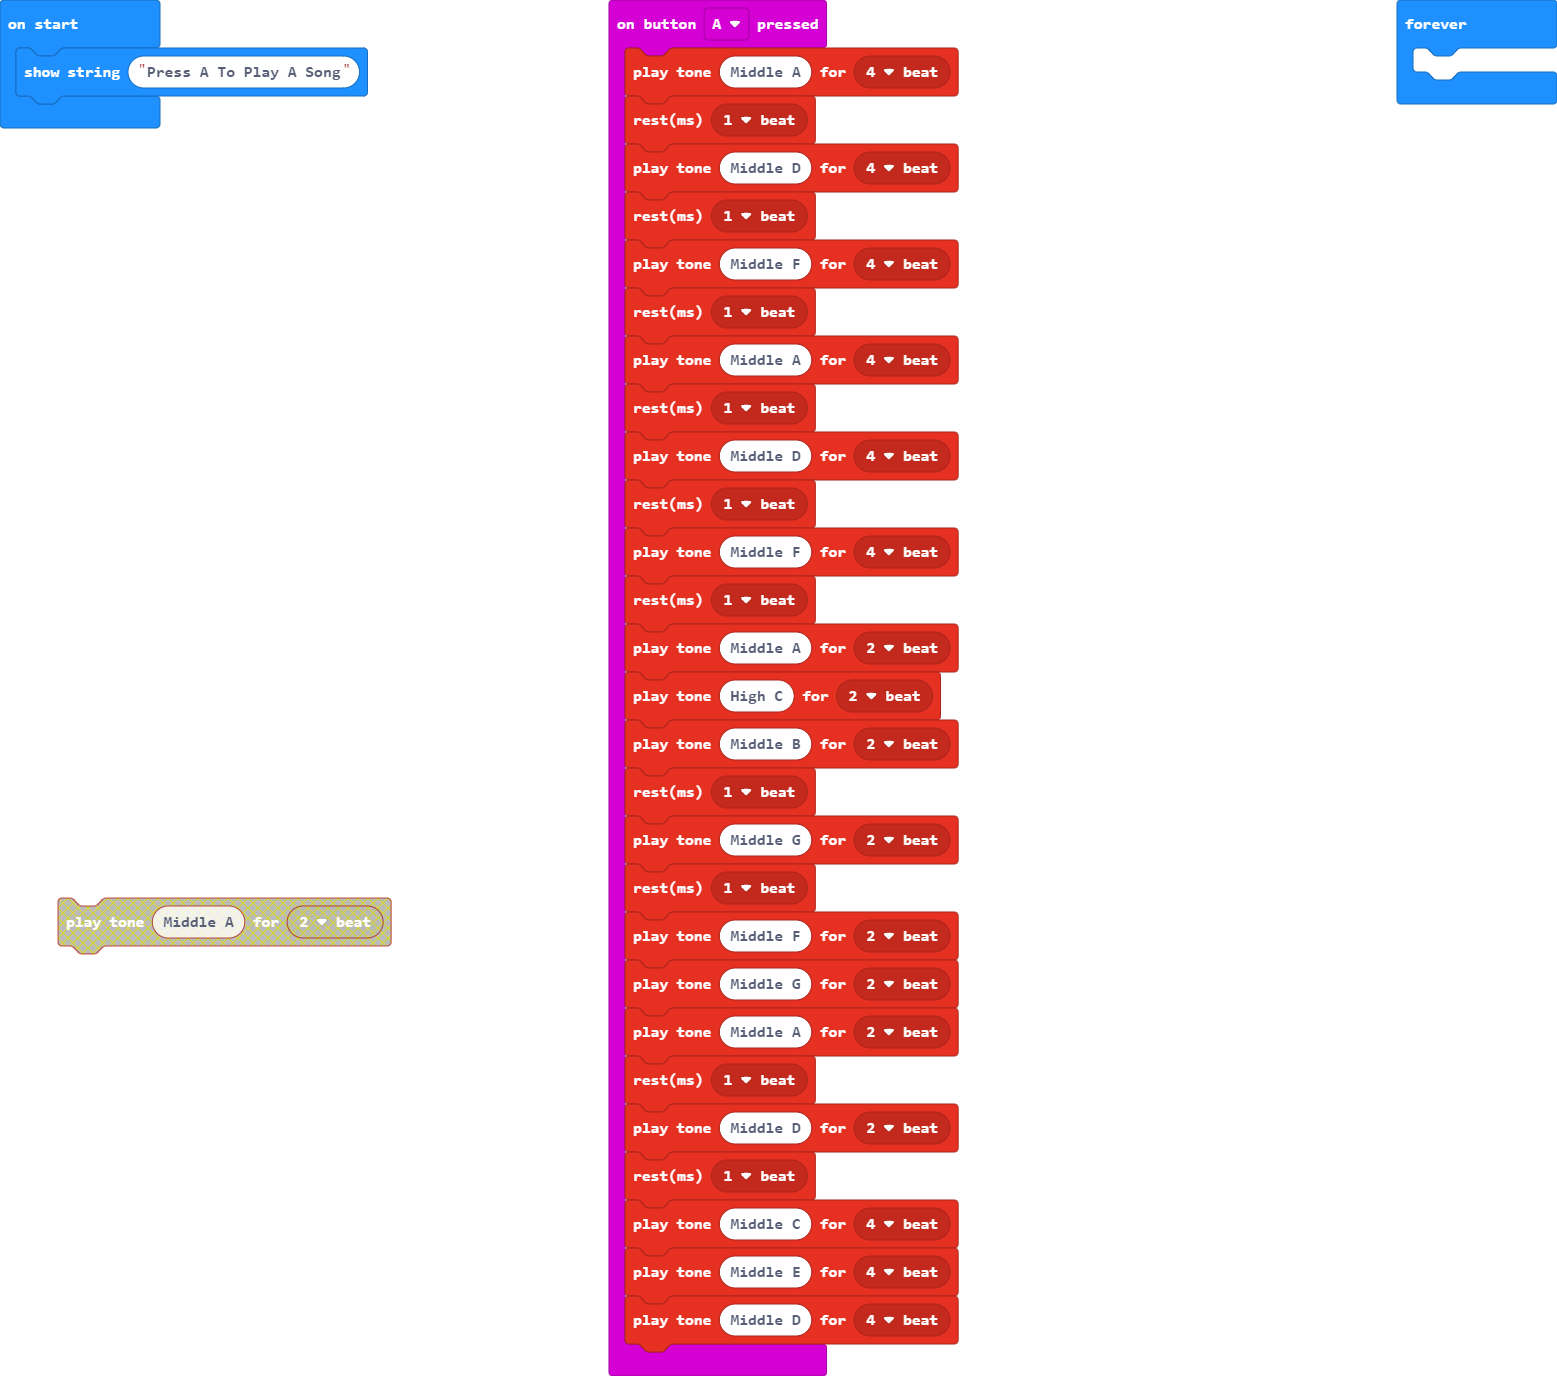 on start
show string "Press A To Play A Song"
on button A pressed
play tone Middle A for 4 beat
rest(ms) 1 beat
play tone Middle D for 4 beat
rest(ms) 1 beat
play tone Middle F for 4 beat
rest(ms) 1 beat
play tone Middle A for 4 beat
rest(ms) 1 beat
play tone Middle D for 4 beat
rest(ms) 1 beat
play tone Middle F for 4 beat
rest(ms) 1 beat
play tone Middle A for 2 beat
play tone High C for 2 beat
play tone Middle B for 2 beat
rest(ms) 1 beat
play tone Middle G for 2 beat
rest(ms) 1 beat
play tone Middle F for 2 beat
play tone Middle G for 2 beat
play tone Middle A for 2 beat
rest(ms) 1 beat
play tone Middle D for 2 beat
rest(ms) 1 beat
play tone Middle C for 4 beat
play tone Middle E for 4 beat
play tone Middle D for 4 beat
forever
play tone Middle A for 2 beat